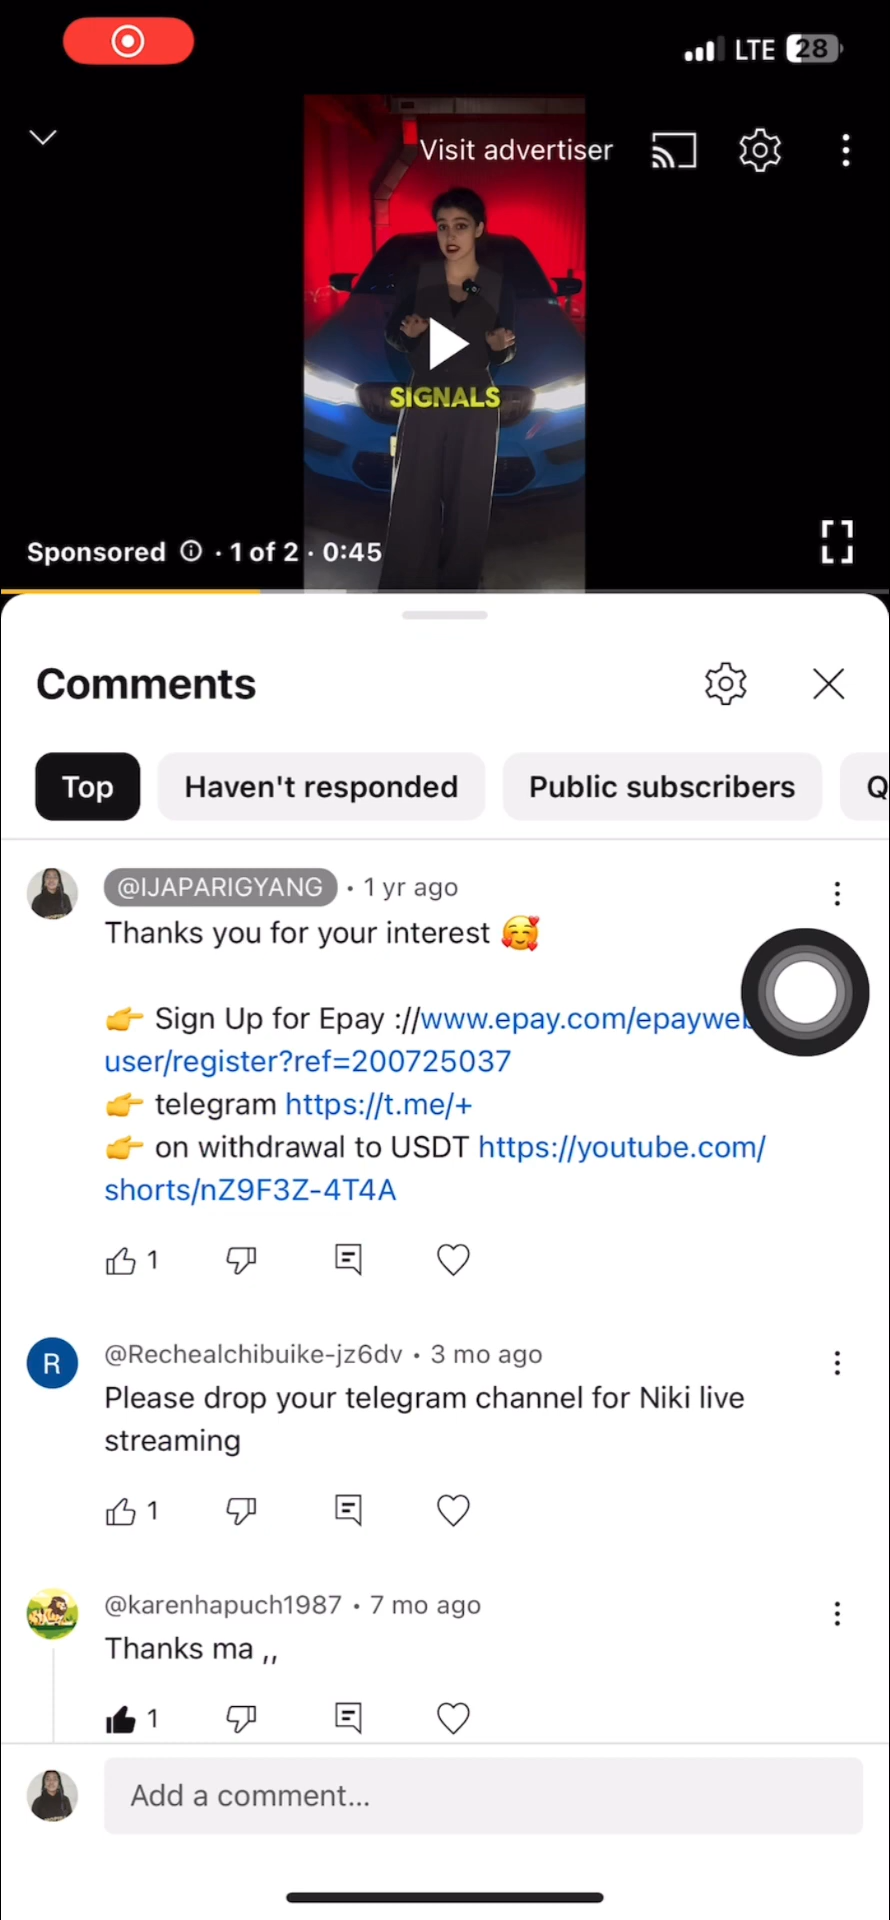 LTE 28
Visit advertiser
SIGNALS
Sponsored · 1 of 2 · 0:45
Comments
Top Haven't responded Public subscribers Q
@IJAPARIGYANG · 1 yr ago
Thanks you for your interest 🥰
👉 Sign Up for Epay ://www.epay.com/epayweb
user/register?ref=200725037
👉 telegram https://t.me/+
👉 on withdrawal to USDT https://youtube.com/
shorts/nZ9F3Z-4T4A
1
R @Rechealchibuike-jz6dv · 3 mo ago
Please drop your telegram channel for Niki live
streaming
1
@karenhapuch1987 · 7 mo ago
Thanks ma ,,
1
Add a comment...